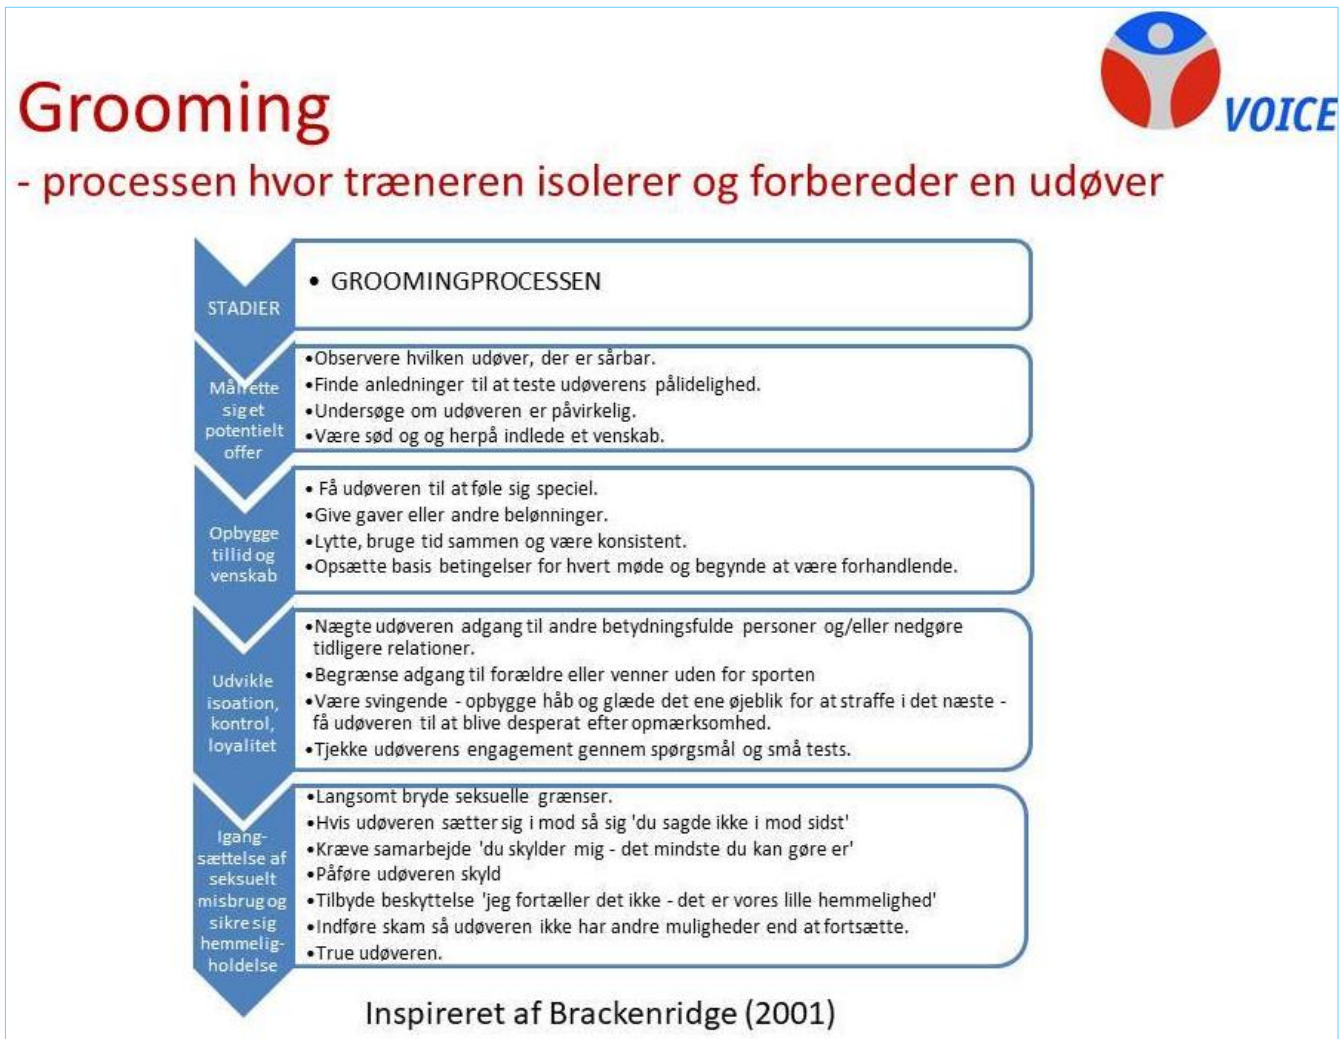 Grooming
VOICE
- processen hvor træneren isolerer og forbereder en udøver
STADIER
• GROOMINGPROCESSEN
Målrette
sig et
potentielt
offer
•Observere hvilken udøver, der er sårbar.
•Finde anledninger til at teste udøverens pålidelighed.
•Undersøge om udøveren er påvirkelig.
•Være sød og og herpå indlede et venskab.
Opbygge
tillid og
venskab
• Få udøveren til at føle sig speciel.
•Give gaver eller andre belønninger.
•Lytte, bruge tid sammen og være konsistent.
•Opsætte basis betingelser for hvert møde og begynde at være forhandlende.
Udvikle
isoation,
kontrol,
loyalitet
•Nægte udøveren adgang til andre betydningsfulde personer og/eller nedgøre
tidligere relationer.
•Begrænse adgang til forældre eller venner uden for sporten
•Være svingende - opbygge håb og glæde det ene øjeblik for at straffe i det næste -
få udøveren til at blive desperat efter opmærksomhed.
•Tjekke udøverens engagement gennem spørgsmål og små tests.
Igang-
sættelse af
seksuelt
misbrug og
sikre sig
hemmelig-
holdelse
•Langsomt bryde seksuelle grænser.
•Hvis udøveren sætter sig i mod så sig 'du sagde ikke i mod sidst'
•Kræve samarbejde 'du skylder mig - det mindste du kan gøre er'
•Påføre udøveren skyld
•Tilbyde beskyttelse 'jeg fortæller det ikke - det er vores lille hemmelighed'
•Indføre skam så udøveren ikke har andre muligheder end at fortsætte.
•True udøveren.
Inspireret af Brackenridge (2001)